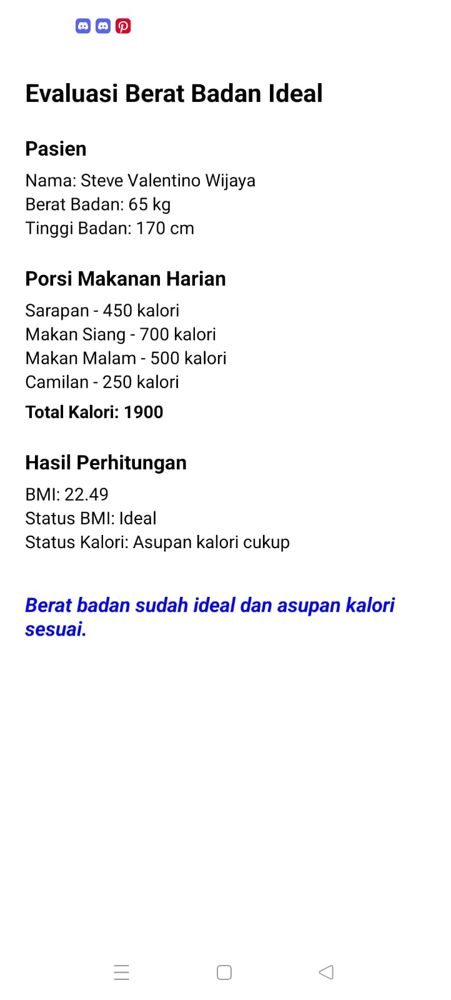 Evaluasi Berat Badan Ideal
Pasien
Nama: Steve Valentino Wijaya
Berat Badan: 65 kg
Tinggi Badan: 170 cm
Porsi Makanan Harian
Sarapan - 450 kalori
Makan Siang - 700 kalori
Makan Malam - 500 kalori
Camilan - 250 kalori
Total Kalori: 1900
Hasil Perhitungan
BMI: 22.49
Status BMI: Ideal
Status Kalori: Asupan kalori cukup
Berat badan sudah ideal dan asupan kalori
sesuai.